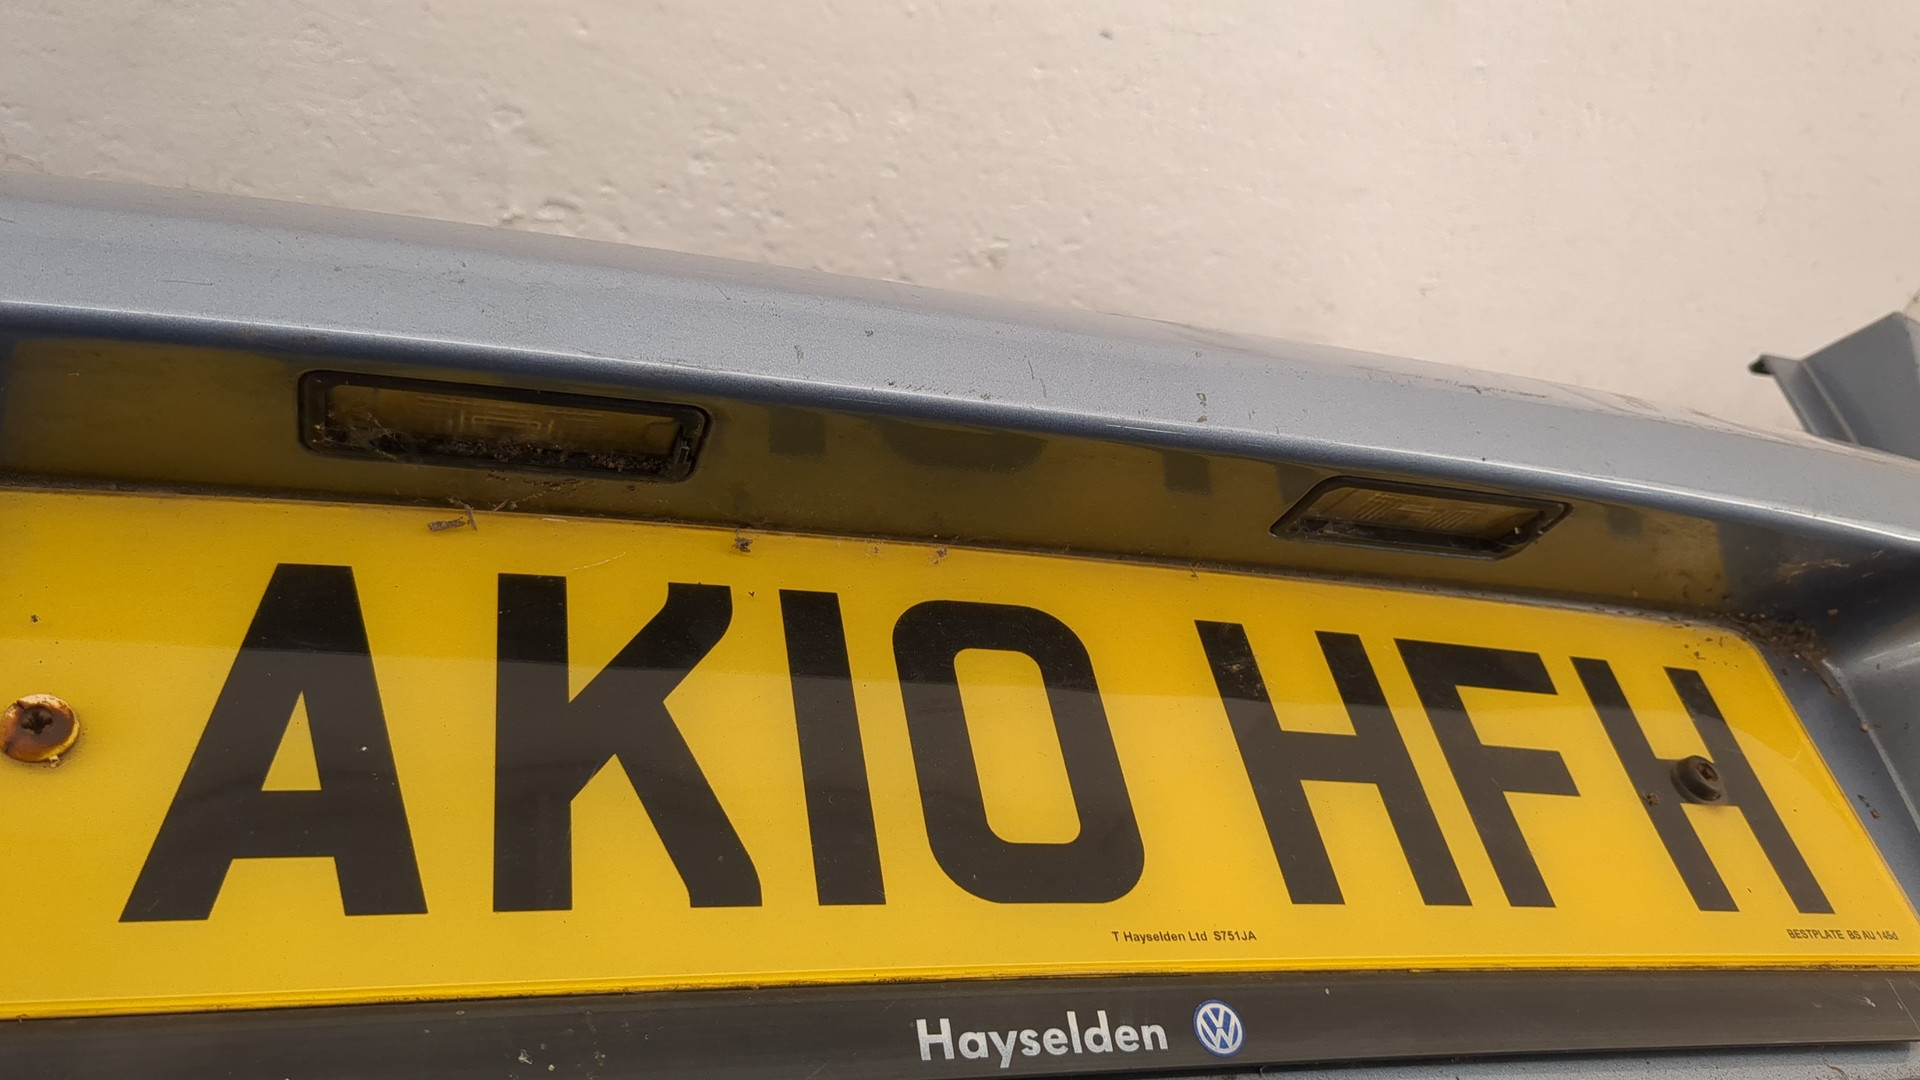 AK10 HFH
T Hayselden Ltd S751JA
BESTPLATE BS AU 145d
Hayselden